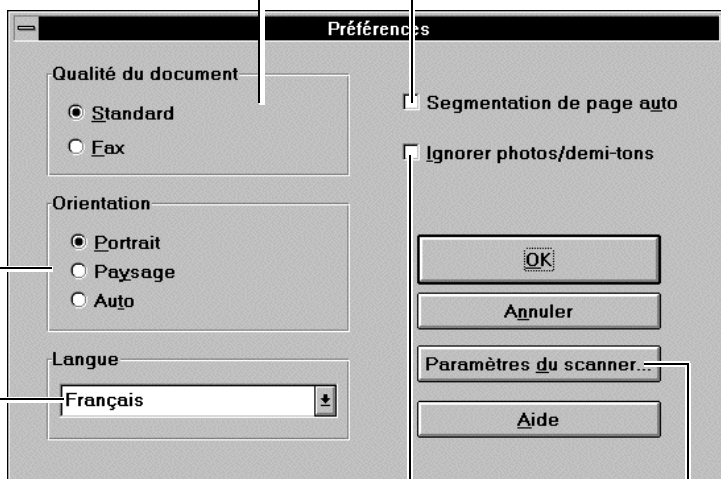 Préférences
Qualité du document
Standard
Fax
Segmentation de page auto
Ignorer photos/demi-tons
Orientation
Portrait
Paysage
Auto
OK
Annuler
Langue
Français
Paramètres du scanner...
Aide